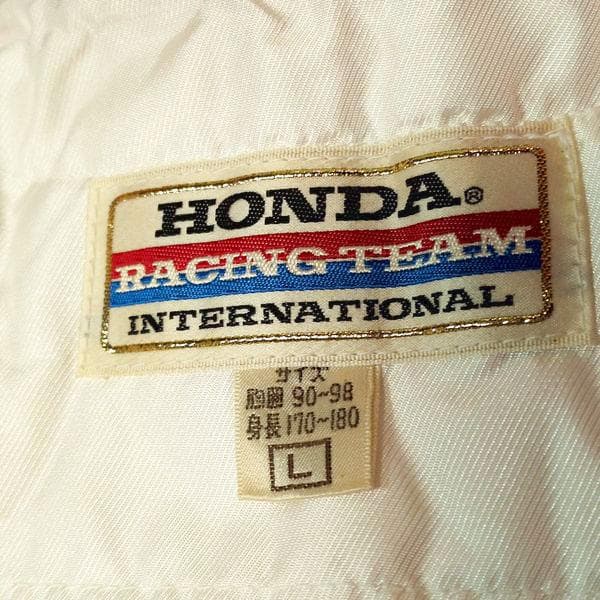 HONDA®
RACING TEAM
INTERNATIONAL
サイズ
胸囲 90~98
身長 170~180
L